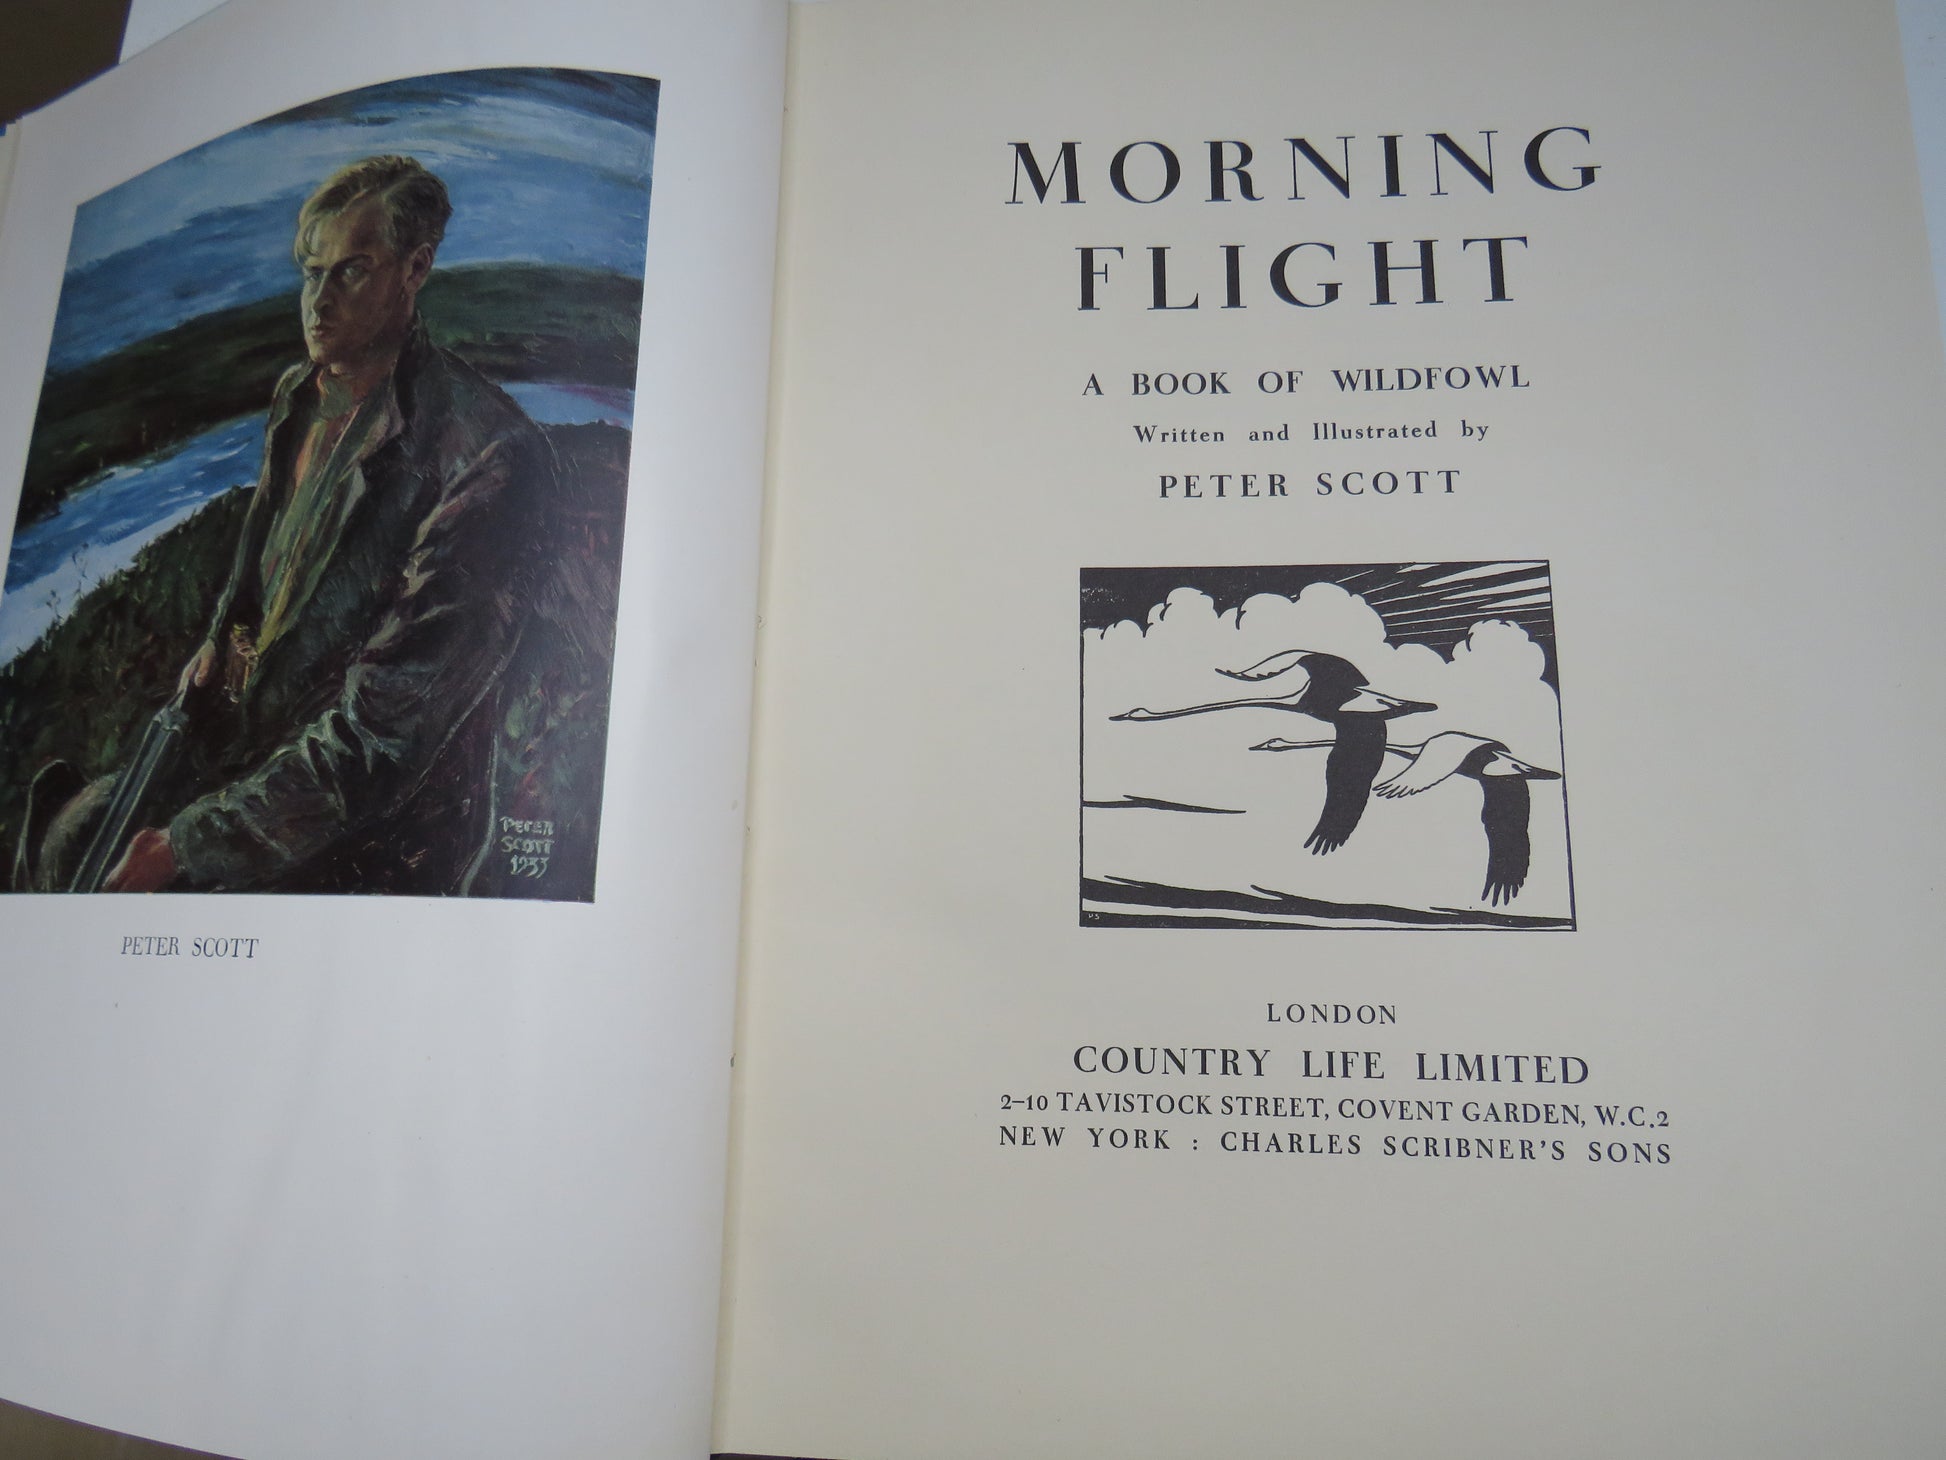 PETER
SCOTT
1933
PETER SCOTT
MORNING
FLIGHT
A BOOK OF WILDFOWL
Written and Illustrated by
PETER SCOTT
PS
LONDON
COUNTRY LIFE LIMITED
2–10 TAVISTOCK STREET, COVENT GARDEN, W.C.2
NEW YORK : CHARLES SCRIBNER'S SONS